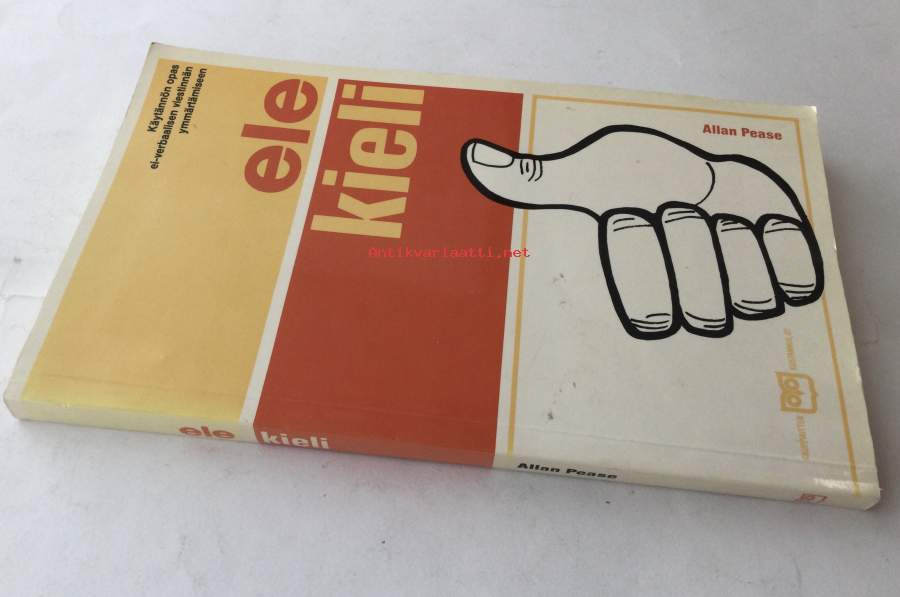 Käytännön opas
ei-verbaalisen viestinnän
ymmärtämiseen
ele
kieli
Allan Pease
Antikvariaatti.net
ele kieli
Allan Pease